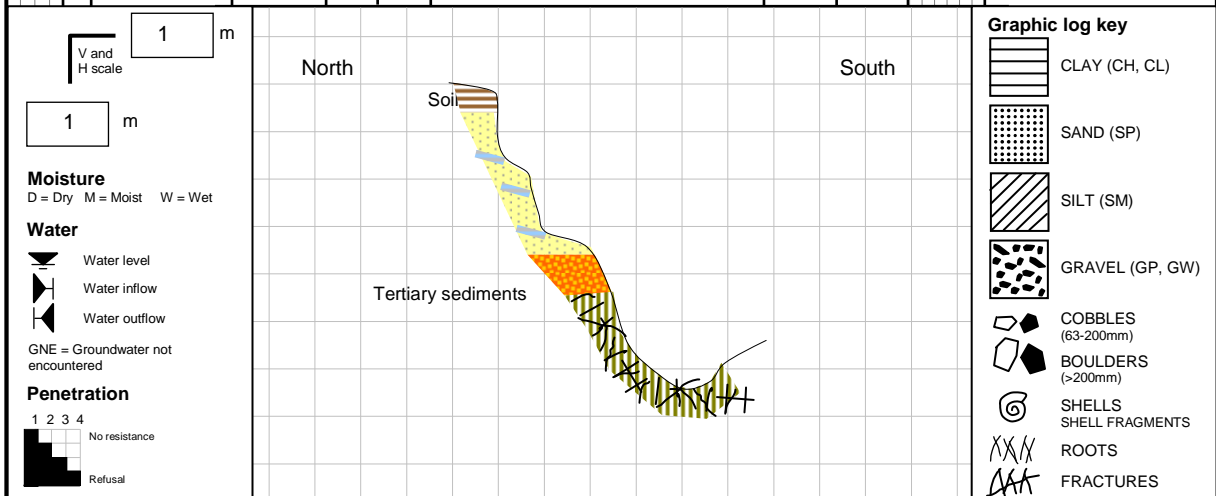 1 m
V and
H scale
1 m
Moisture
D = Dry M = Moist W = Wet
Water
Water level
Water inflow
Water outflow
GNE = Groundwater not
encountered
Penetration
1 2 3 4
No resistance
Refusal
North
South
Soil
Tertiary sediments
Graphic log key
CLAY (CH, CL)
SAND (SP)
SILT (SM)
GRAVEL (GP, GW)
COBBLES
(63-200mm)
BOULDERS
(>200mm)
SHELLS
SHELL FRAGMENTS
ROOTS
FRACTURES